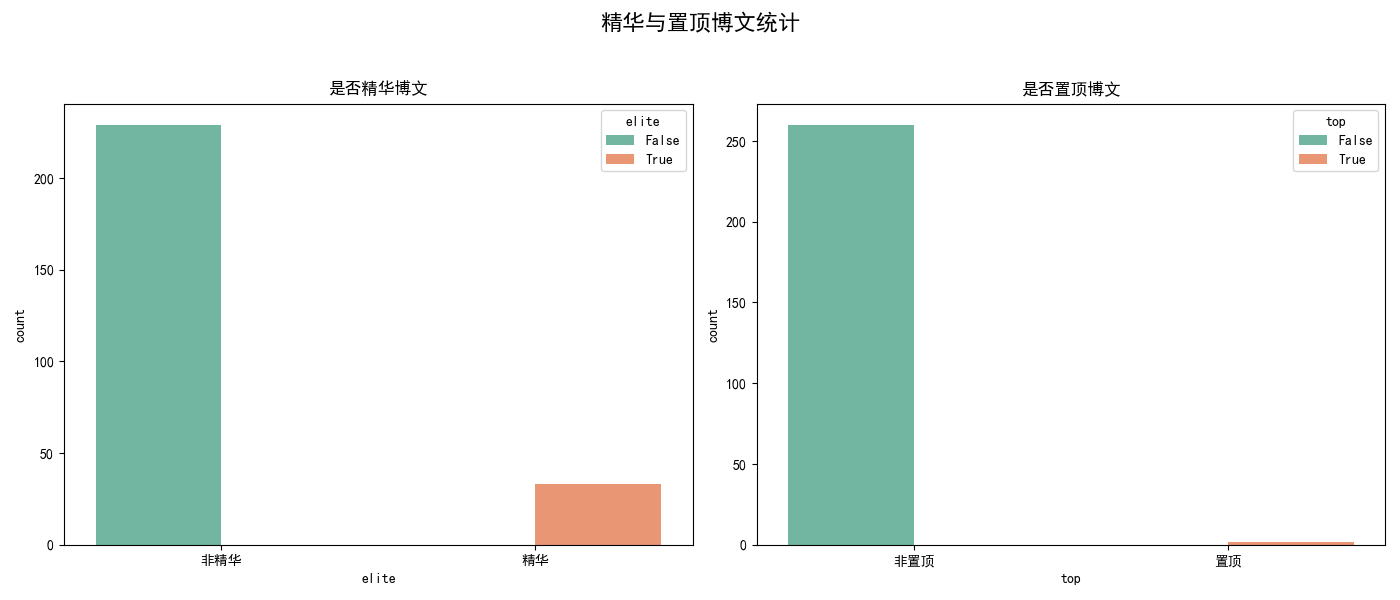 精华与置顶博文统计
是否精华博文
elite
False
True
200
150
100
50
0
count
非精华
精华
elite
是否置顶博文
top
False
True
250
200
150
100
50
0
count
非置顶
置顶
top